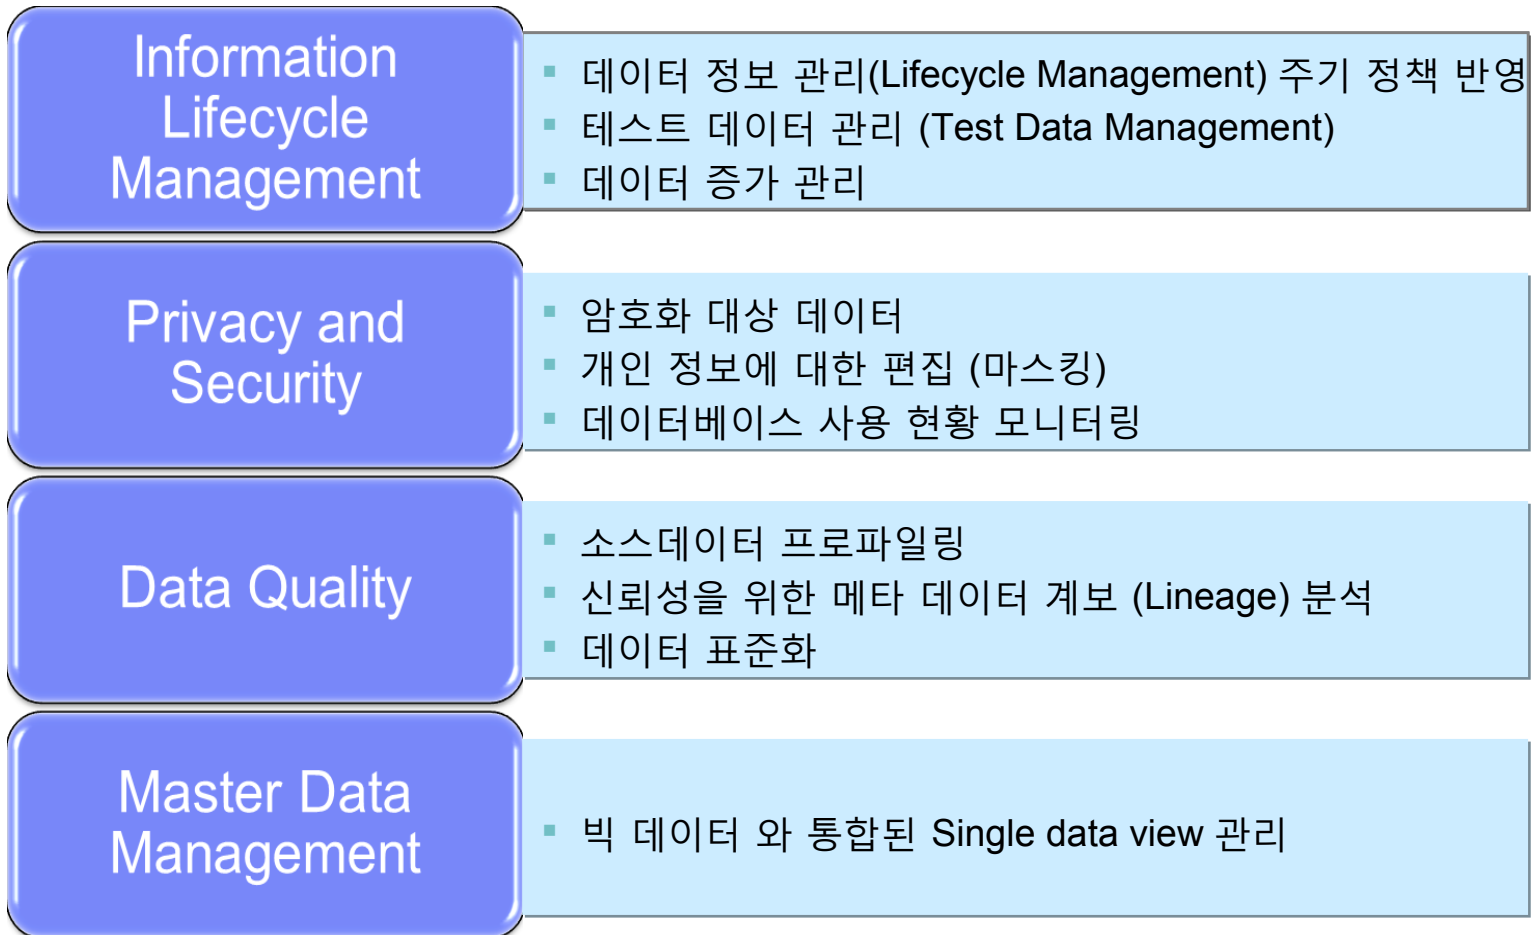 Information
Lifecycle
Management
데이터 정보 관리(Lifecycle Management) 주기 정책 반영
테스트 데이터 관리 (Test Data Management)
데이터 증가 관리
Privacy and
Security
암호화 대상 데이터
개인 정보에 대한 편집 (마스킹)
데이터베이스 사용 현황 모니터링
Data Quality
소스데이터 프로파일링
신뢰성을 위한 메타 데이터 계보 (Lineage) 분석
데이터 표준화
Master Data
Management
빅 데이터 와 통합된 Single data view 관리